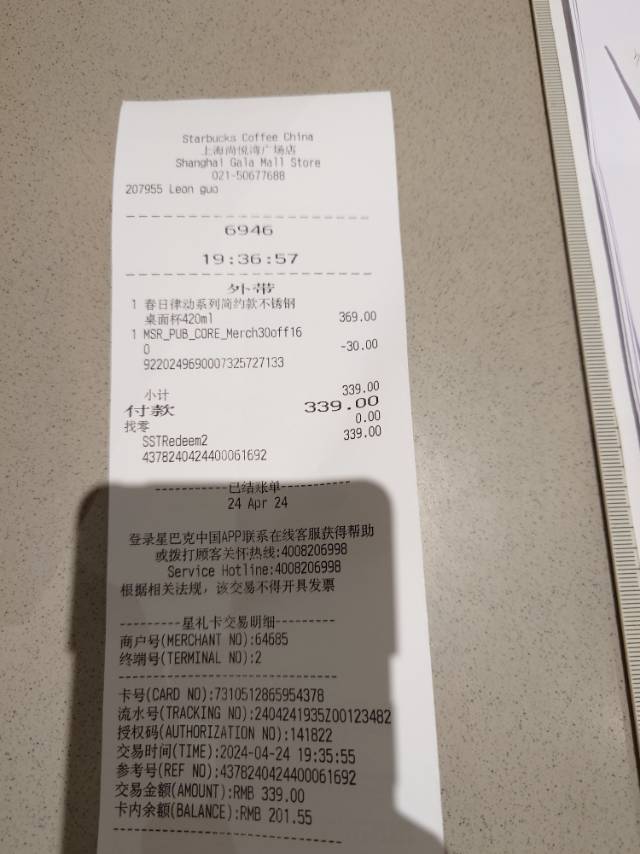 Starbucks Coffee China
上海尚悦湾广场店
Shanghai Gala Mall Store
021-50677688
207955 Leon guo
6946
19:36:57
外带
1 春日律动系列简约款不锈钢
桌面杯420ml 369.00
1 MSR_PUB_CORE_Merch30off16
0 -30.00
9220249690007325727133
小计 339.00
付款 339.00
找零 0.00
SSTRedeem2 339.00
4378240424400061692
----------已结账单----------
24 Apr 24
登录星巴克中国APP联系在线客服获得帮助
或拨打顾客关怀热线:4008206998
Service Hotline:4008206998
根据相关法规，该交易不得开具发票
---------星礼卡交易明细---------
商户号(MERCHANT NO):64685
终端号(TERMINAL NO):2
卡号(CARD NO):7310512865954378
流水号(TRACKING NO):2404241935Z00123482
授权码(AUTHORIZATION NO):141822
交易时间(TIME):2024-04-24 19:35:55
参考号(REF NO):4378240424400061692
交易金额(AMOUNT):RMB 339.00
卡内余额(BALANCE):RMB 201.55